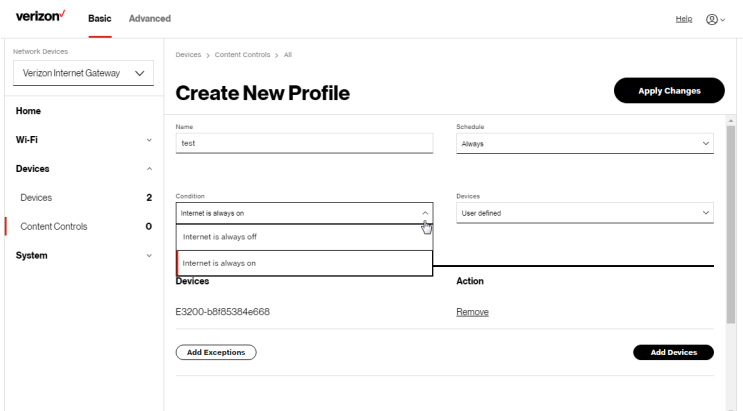 verizon
Basic
Advanced
Help
Network Devices
Verizon Internet Gateway
Home
Wi-Fi
Devices
Devices 2
Content Controls 0
System
Devices > Content Controls > All
Create New Profile
Apply Changes
Name
test
Schedule
Always
Condition
Internet is always on
Internet is always off
Internet is always on
Devices
User defined
Devices
Action
E3200-b8f85384e668
Remove
Add Exceptions
Add Devices